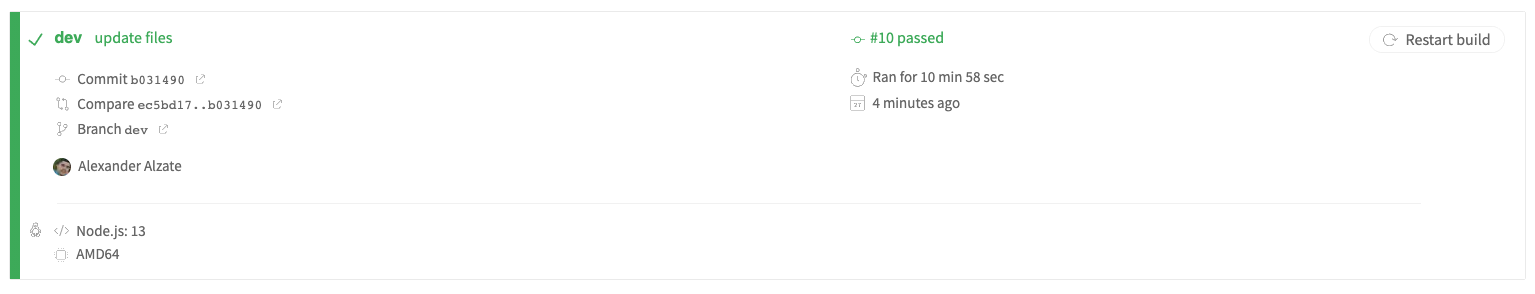 dev update files
#10 passed
Restart build
Commit b031490
Compare ec5bd17..b031490
Branch dev
Ran for 10 min 58 sec
4 minutes ago
Alexander Alzate
Node.js: 13
AMD64